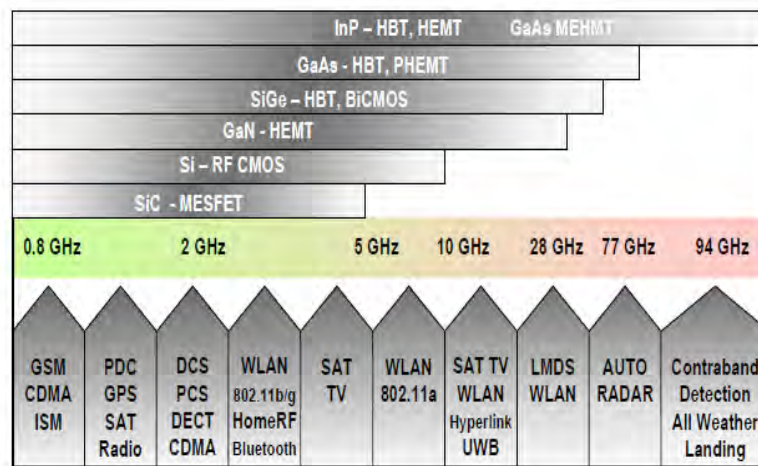 InP – HBT, HEMT GaAs MEHMT
GaAs - HBT, PHEMT
SiGe – HBT, BiCMOS
GaN - HEMT
Si – RF CMOS
SiC - MESFET
0.8 GHz 2 GHz 5 GHz 10 GHz 28 GHz 77 GHz 94 GHz
GSM
CDMA
ISM
PDC
GPS
SAT
Radio
DCS
PCS
DECT
CDMA
WLAN
802.11b/g
HomeRF
Bluetooth
SAT
TV
WLAN
802.11a
SAT TV
WLAN
Hyperlink
UWB
LMDS
WLAN
AUTO
RADAR
Contraband
Detection
All Weather
Landing